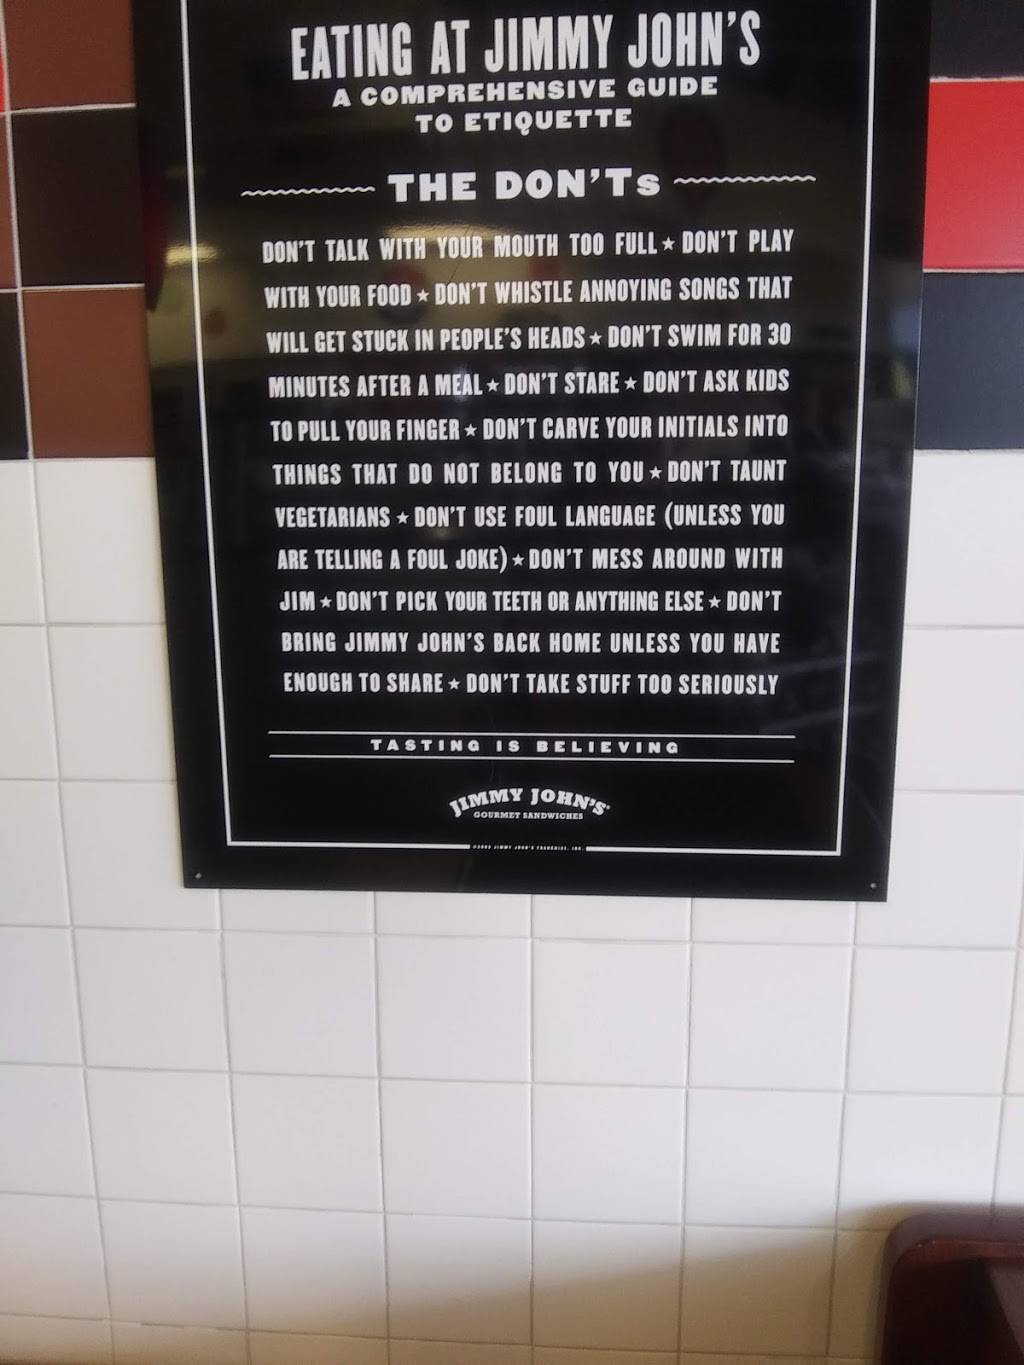 EATING AT JIMMY JOHN'S
A COMPREHENSIVE GUIDE
TO ETIQUETTE
THE DON'Ts
DON'T TALK WITH YOUR MOUTH TOO FULL ★ DON'T PLAY
WITH YOUR FOOD ★ DON'T WHISTLE ANNOYING SONGS THAT
WILL GET STUCK IN PEOPLE'S HEADS ★ DON'T SWIM FOR 30
MINUTES AFTER A MEAL ★ DON'T STARE ★ DON'T ASK KIDS
TO PULL YOUR FINGER ★ DON'T CARVE YOUR INITIALS INTO
THINGS THAT DO NOT BELONG TO YOU ★ DON'T TAUNT
VEGETARIANS ★ DON'T USE FOUL LANGUAGE (UNLESS YOU
ARE TELLING A FOUL JOKE) ★ DON'T MESS AROUND WITH
JIM ★ DON'T PICK YOUR TEETH OR ANYTHING ELSE ★ DON'T
BRING JIMMY JOHN'S BACK HOME UNLESS YOU HAVE
ENOUGH TO SHARE ★ DON'T TAKE STUFF TOO SERIOUSLY
TASTING IS BELIEVING
JIMMY JOHN'S
GOURMET SANDWICHES
JIMMY JOHN'S FRANCHISE, INC.